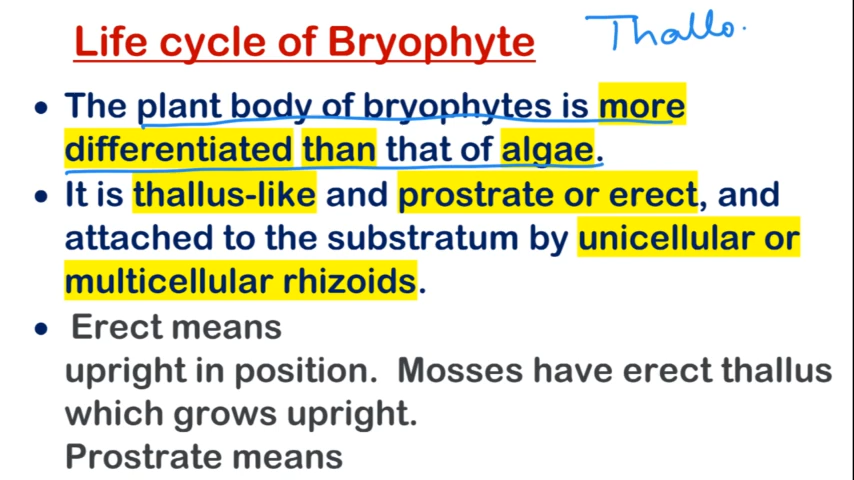 Life cycle of Bryophyte
Thallo.
• The plant body of bryophytes is more
differentiated than that of algae.
• It is thallus-like and prostrate or erect, and
attached to the substratum by unicellular or
multicellular rhizoids.
• Erect means
upright in position. Mosses have erect thallus
which grows upright.
Prostrate means